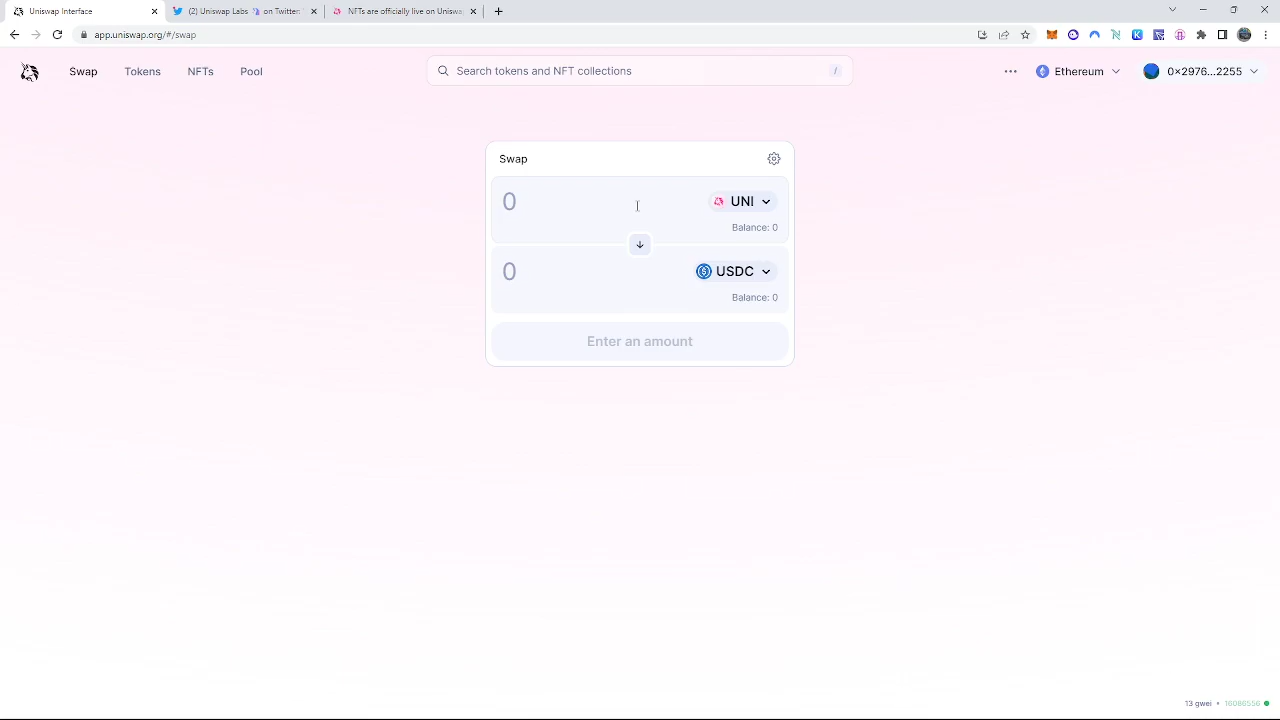 Uniswap Interface
(2) Uniswap Labs 🦄 on Twitter:
NFTs are officially live on Uniswa
app.uniswap.org/#/swap
Swap
Tokens
NFTs
Pool
Search tokens and NFT collections
/
Ethereum
0x2976...2255
Swap
0
UNI
Balance: 0
0
USDC
Balance: 0
Enter an amount
13 gwei
16086556